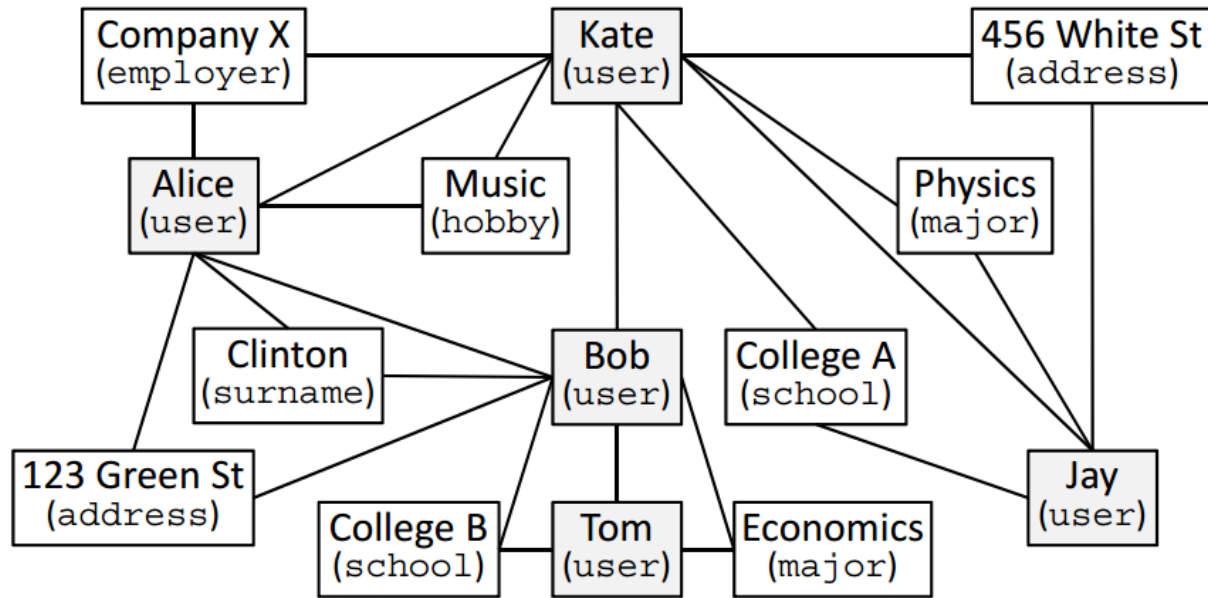 Company X
(employer)
Kate
(user)
456 White St
(address)
Alice
(user)
Music
(hobby)
Physics
(major)
Clinton
(surname)
Bob
(user)
College A
(school)
123 Green St
(address)
College B
(school)
Tom
(user)
Economics
(major)
Jay
(user)